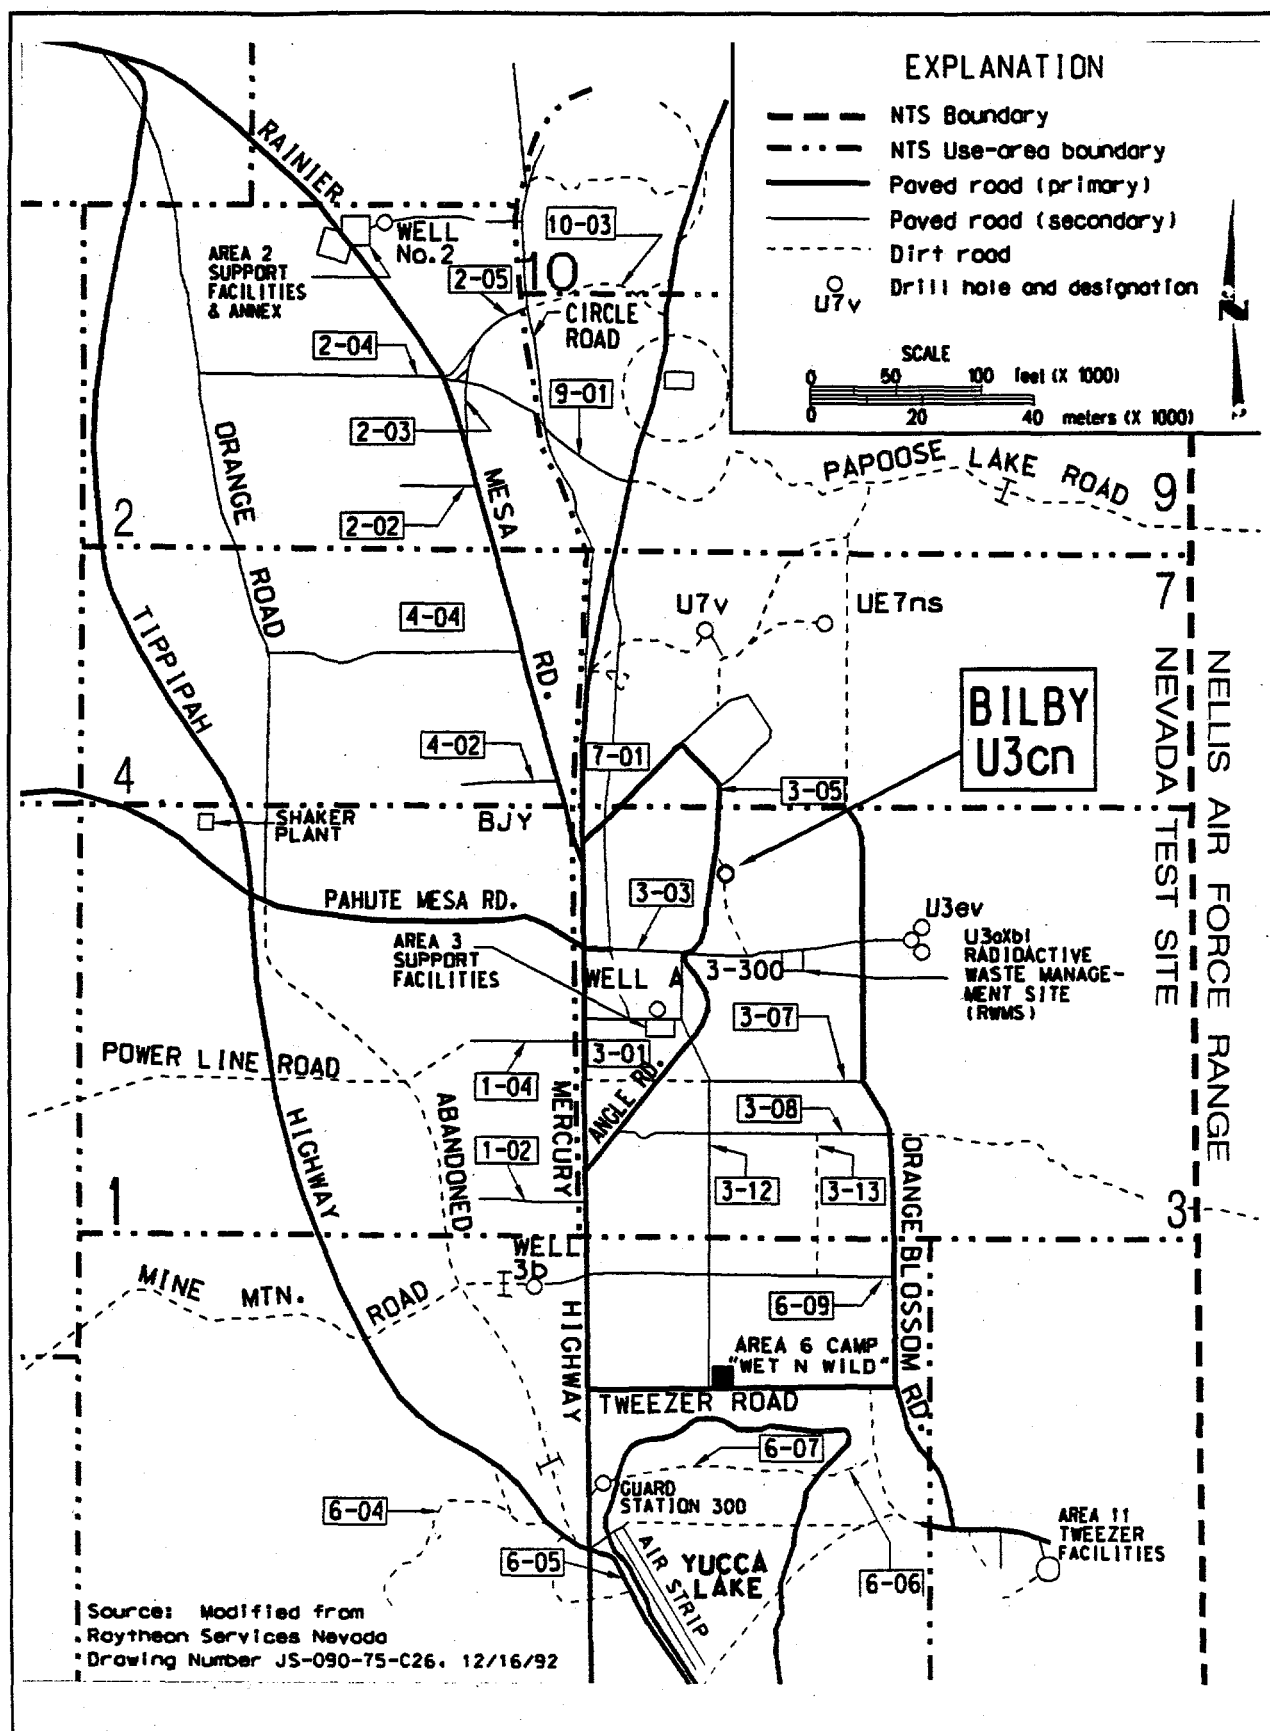 EXPLANATION
NTS Boundary
NTS Use-area boundary
Paved road (primary)
Paved road (secondary)
Dirt road
U7v
Drill hole and designation
SCALE
0 50 100 feet (X 1000)
0 20 40 meters (X 1000)
N
RAINIER
MESA
RD.
WELL
No.2
AREA 2
SUPPORT
FACILITIES
& ANNEX
10-03
10
2-05
CIRCLE
ROAD
2-04
9-01
2-03
2-02
ORANGE
ROAD
PAPOOSE LAKE ROAD
9
2
7
U7v
UE7ns
4-04
TIPPIPAH
HIGHWAY
BILBY
U3cn
NELLIS AIR FORCE RANGE
NEVADA TEST SITE
4-02
7-01
3-05
4
SHAKER
PLANT
BJY
PAHUTE MESA RD.
3-03
U3ev
U3aXbl
RADIOACTIVE
WASTE MANAGE-
MENT SITE
(RWMS)
AREA 3
SUPPORT
FACILITIES
WELL A
3-300
3-07
3-01
POWER LINE ROAD
1-04
ANGLE RD.
3-08
ABANDONED
MERCURY
HIGHWAY
1-02
3-12
3-13
ORANGE BLOSSOM RD.
1
3
WELL
3b
MINE MTN. ROAD
6-09
AREA 6 CAMP
"WET N WILD"
TWEEZER ROAD
6-07
GUARD
STATION 300
6-04
6-05
AIR STRIP
YUCCA
LAKE
6-06
AREA 11
TWEEZER
FACILITIES
Source: Modified from
Raytheon Services Nevada
Drawing Number JS-090-75-C26, 12/16/92